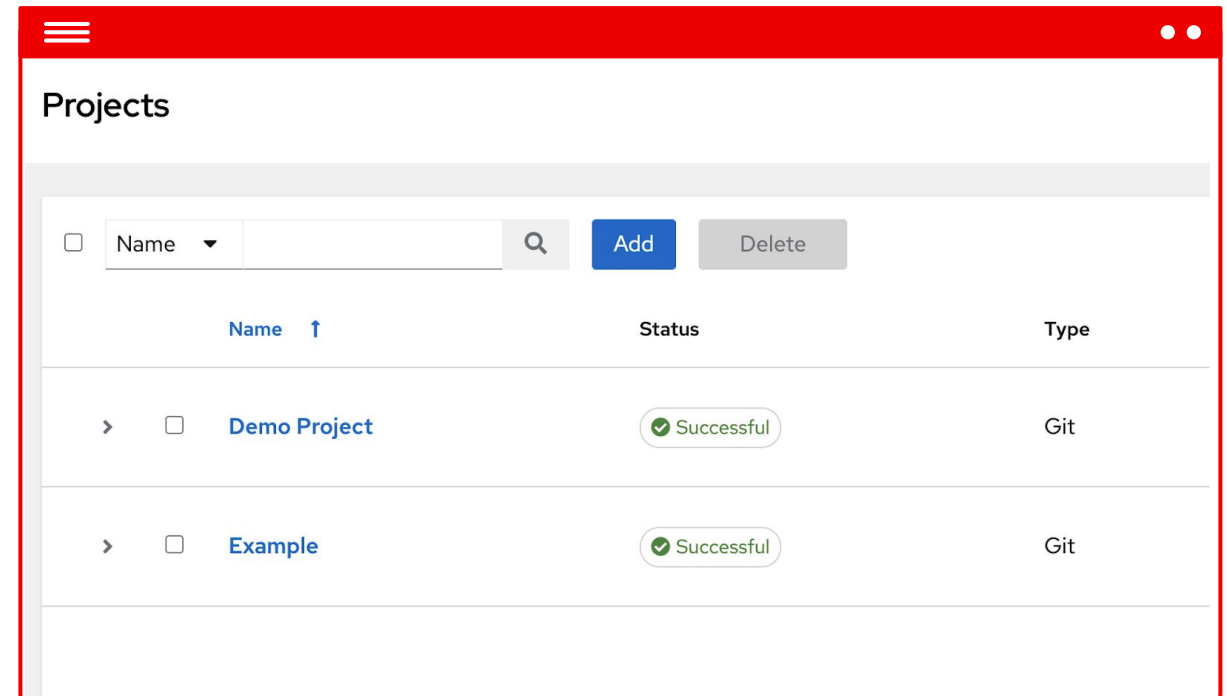 Projects
Name Add Delete
Name Status Type
Demo Project Successful Git
Example Successful Git